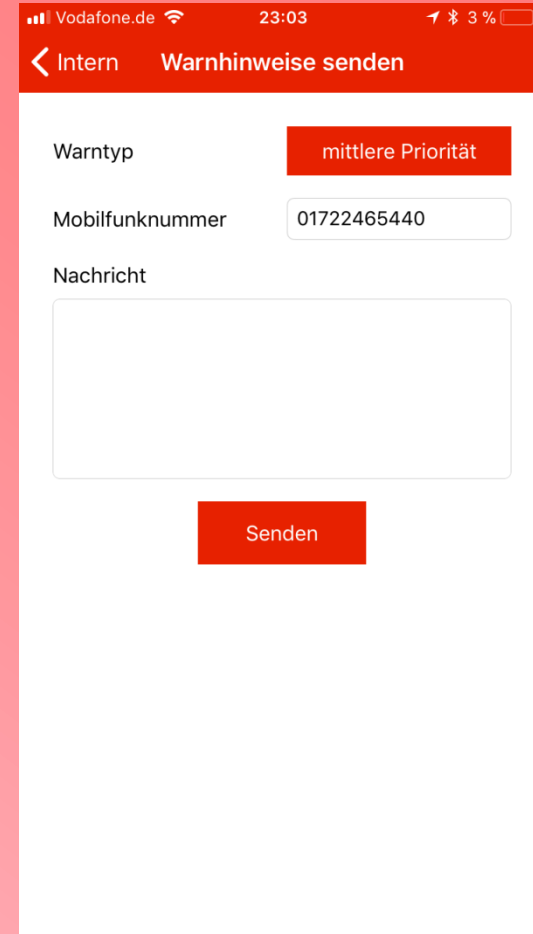 Vodafone.de 23:03 3 %
Intern Warnhinweise senden
Warntyp mittlere Priorität
Mobilfunknummer 01722465440
Nachricht
Senden